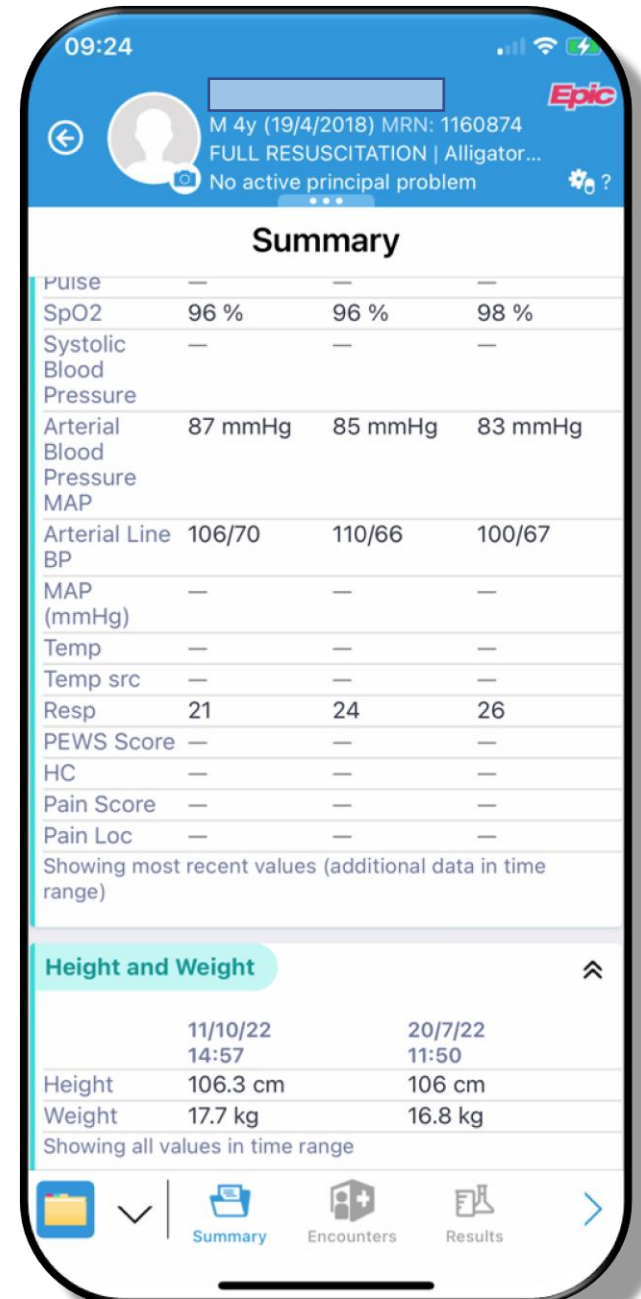 09:24
Epic
M 4y (19/4/2018) MRN: 1160874
FULL RESUSCITATION | Alligator...
No active principal problem
?
Summary
Pulse — — —
SpO2 96 % 96 % 98 %
Systolic — — —
Blood
Pressure
Arterial 87 mmHg 85 mmHg 83 mmHg
Blood
Pressure
MAP
Arterial Line 106/70 110/66 100/67
BP
MAP — — —
(mmHg)
Temp — — —
Temp src — — —
Resp 21 24 26
PEWS Score — — —
HC — — —
Pain Score — — —
Pain Loc — — —
Showing most recent values (additional data in time
range)
Height and Weight
11/10/22 20/7/22
14:57 11:50
Height 106.3 cm 106 cm
Weight 17.7 kg 16.8 kg
Showing all values in time range
Summary Encounters Results